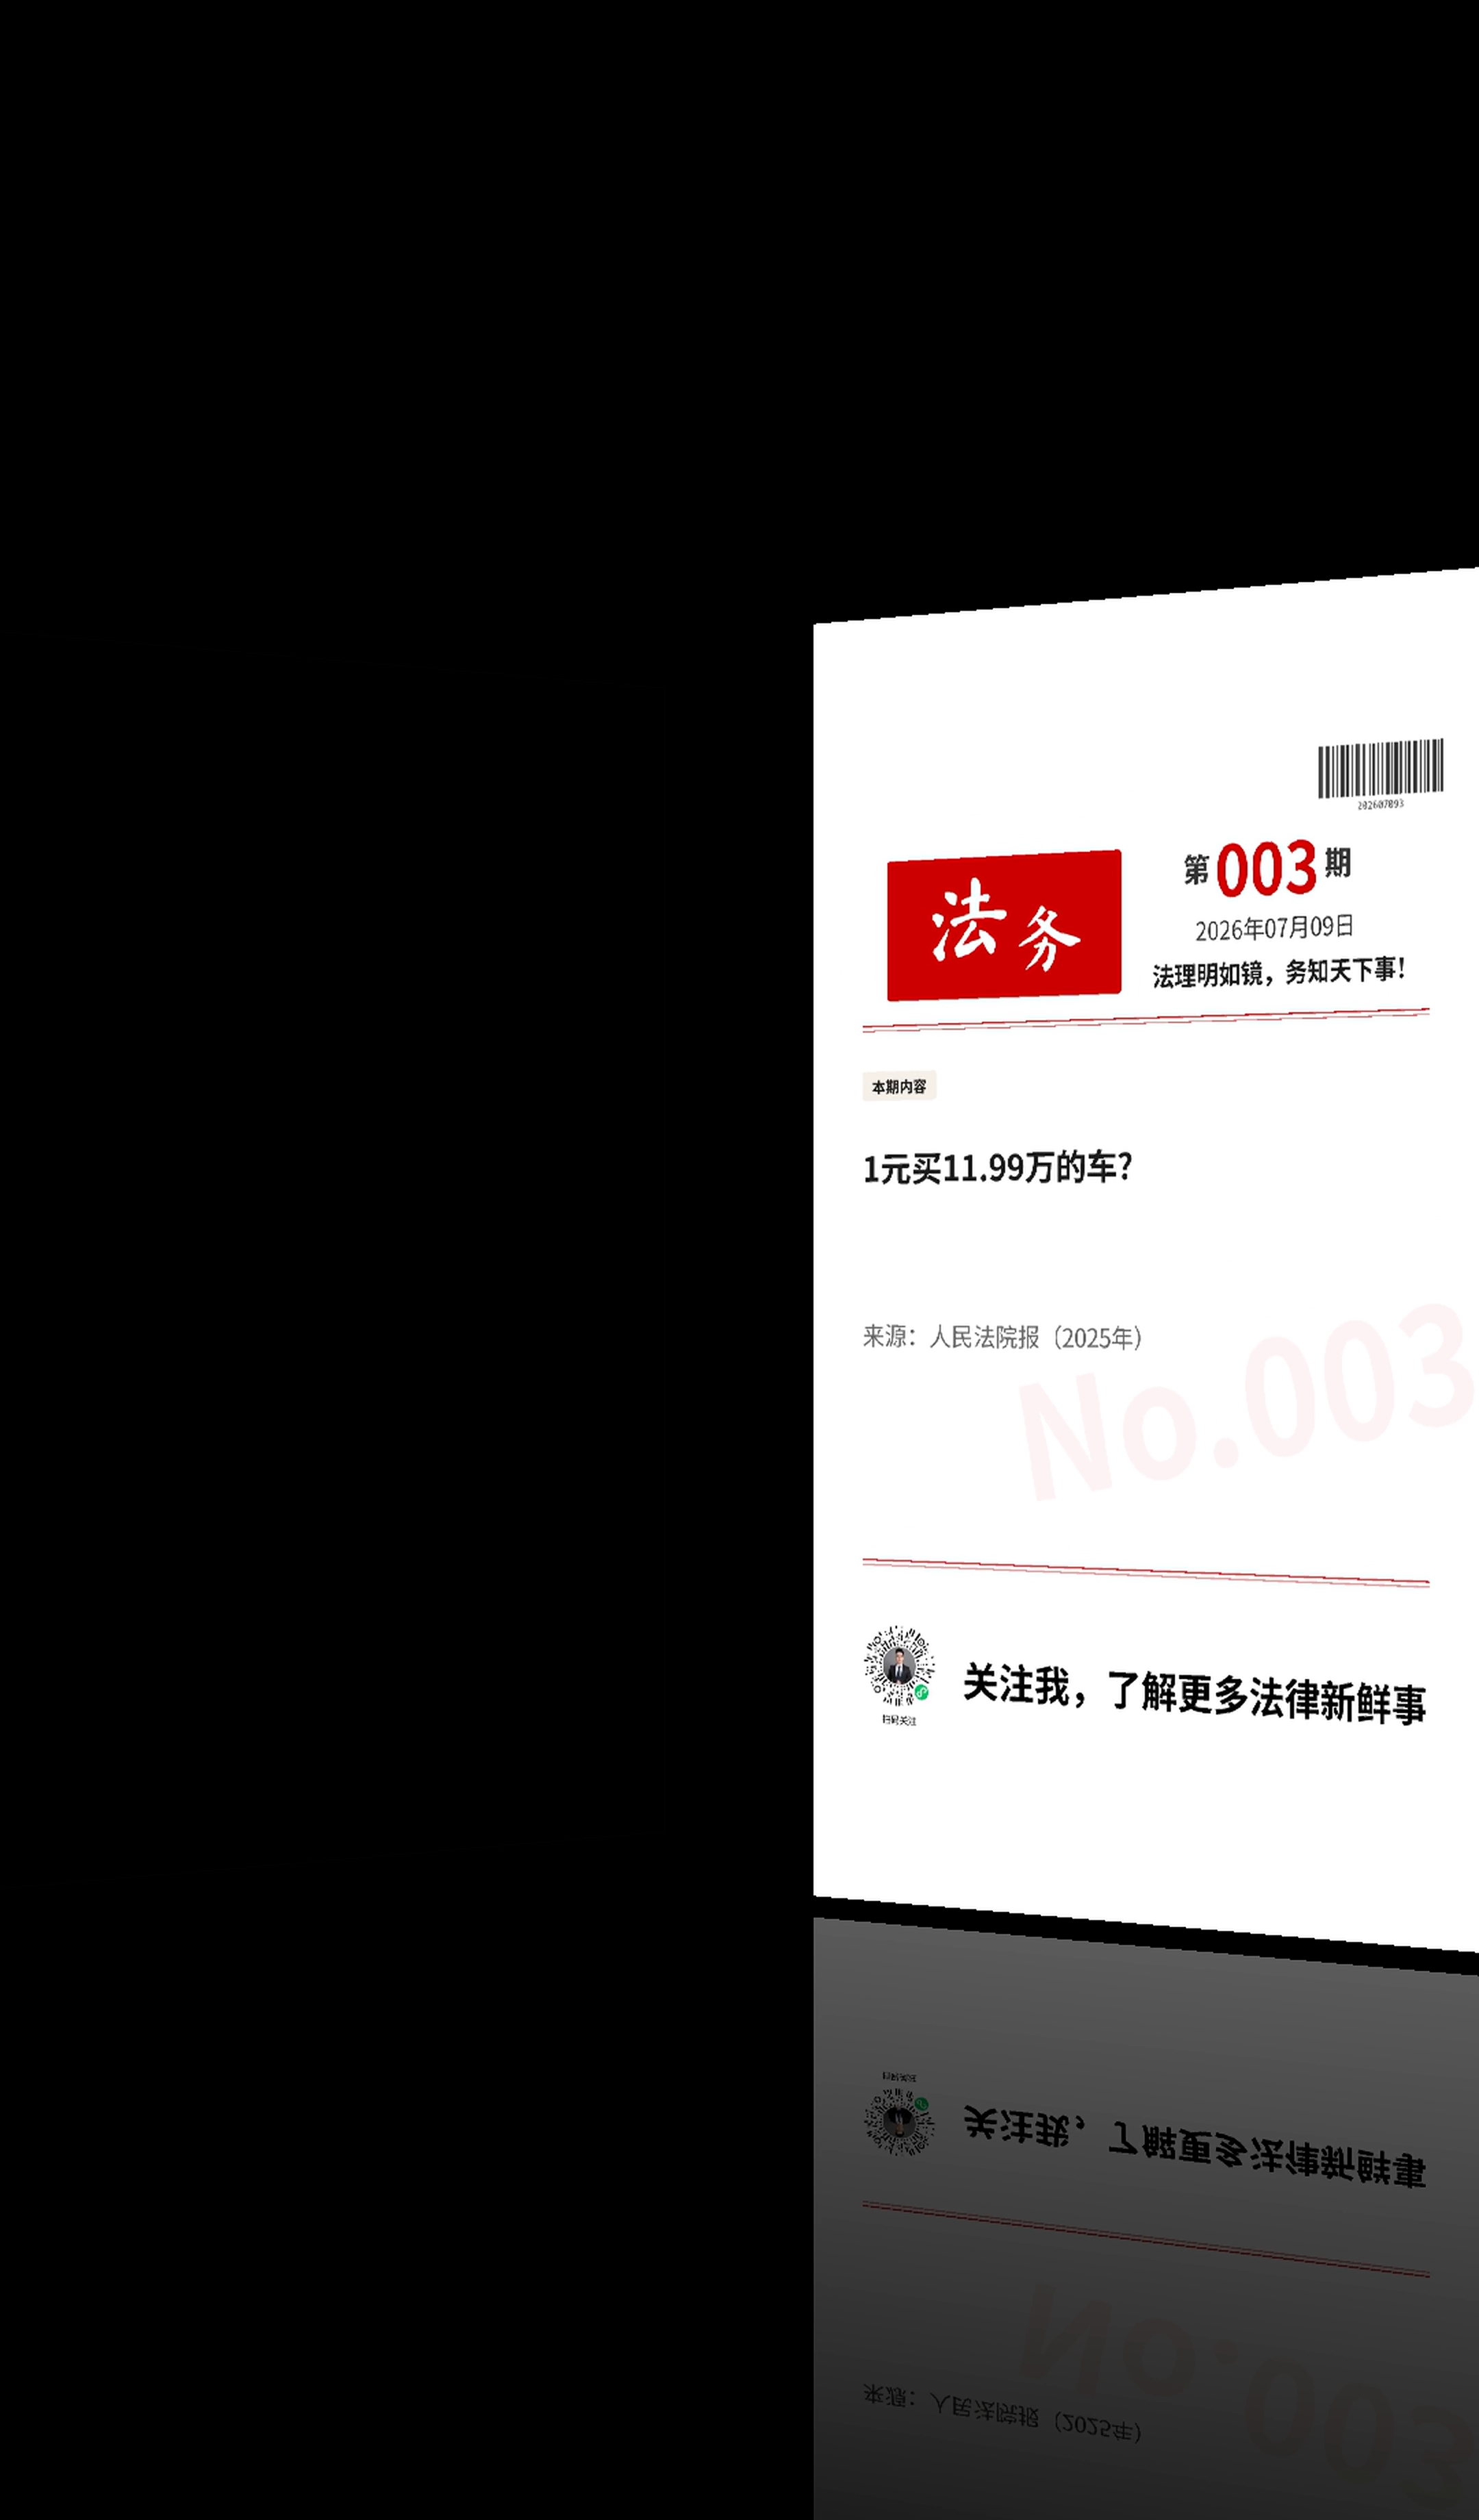 202607093
第003期
法务
2026年07月09日
法理明如镜，务知天下事！
本期内容
1元买11.99万的车？
来源：人民法院报（2025年）
No.003
关注我，了解更多法律新鲜事
扫码关注